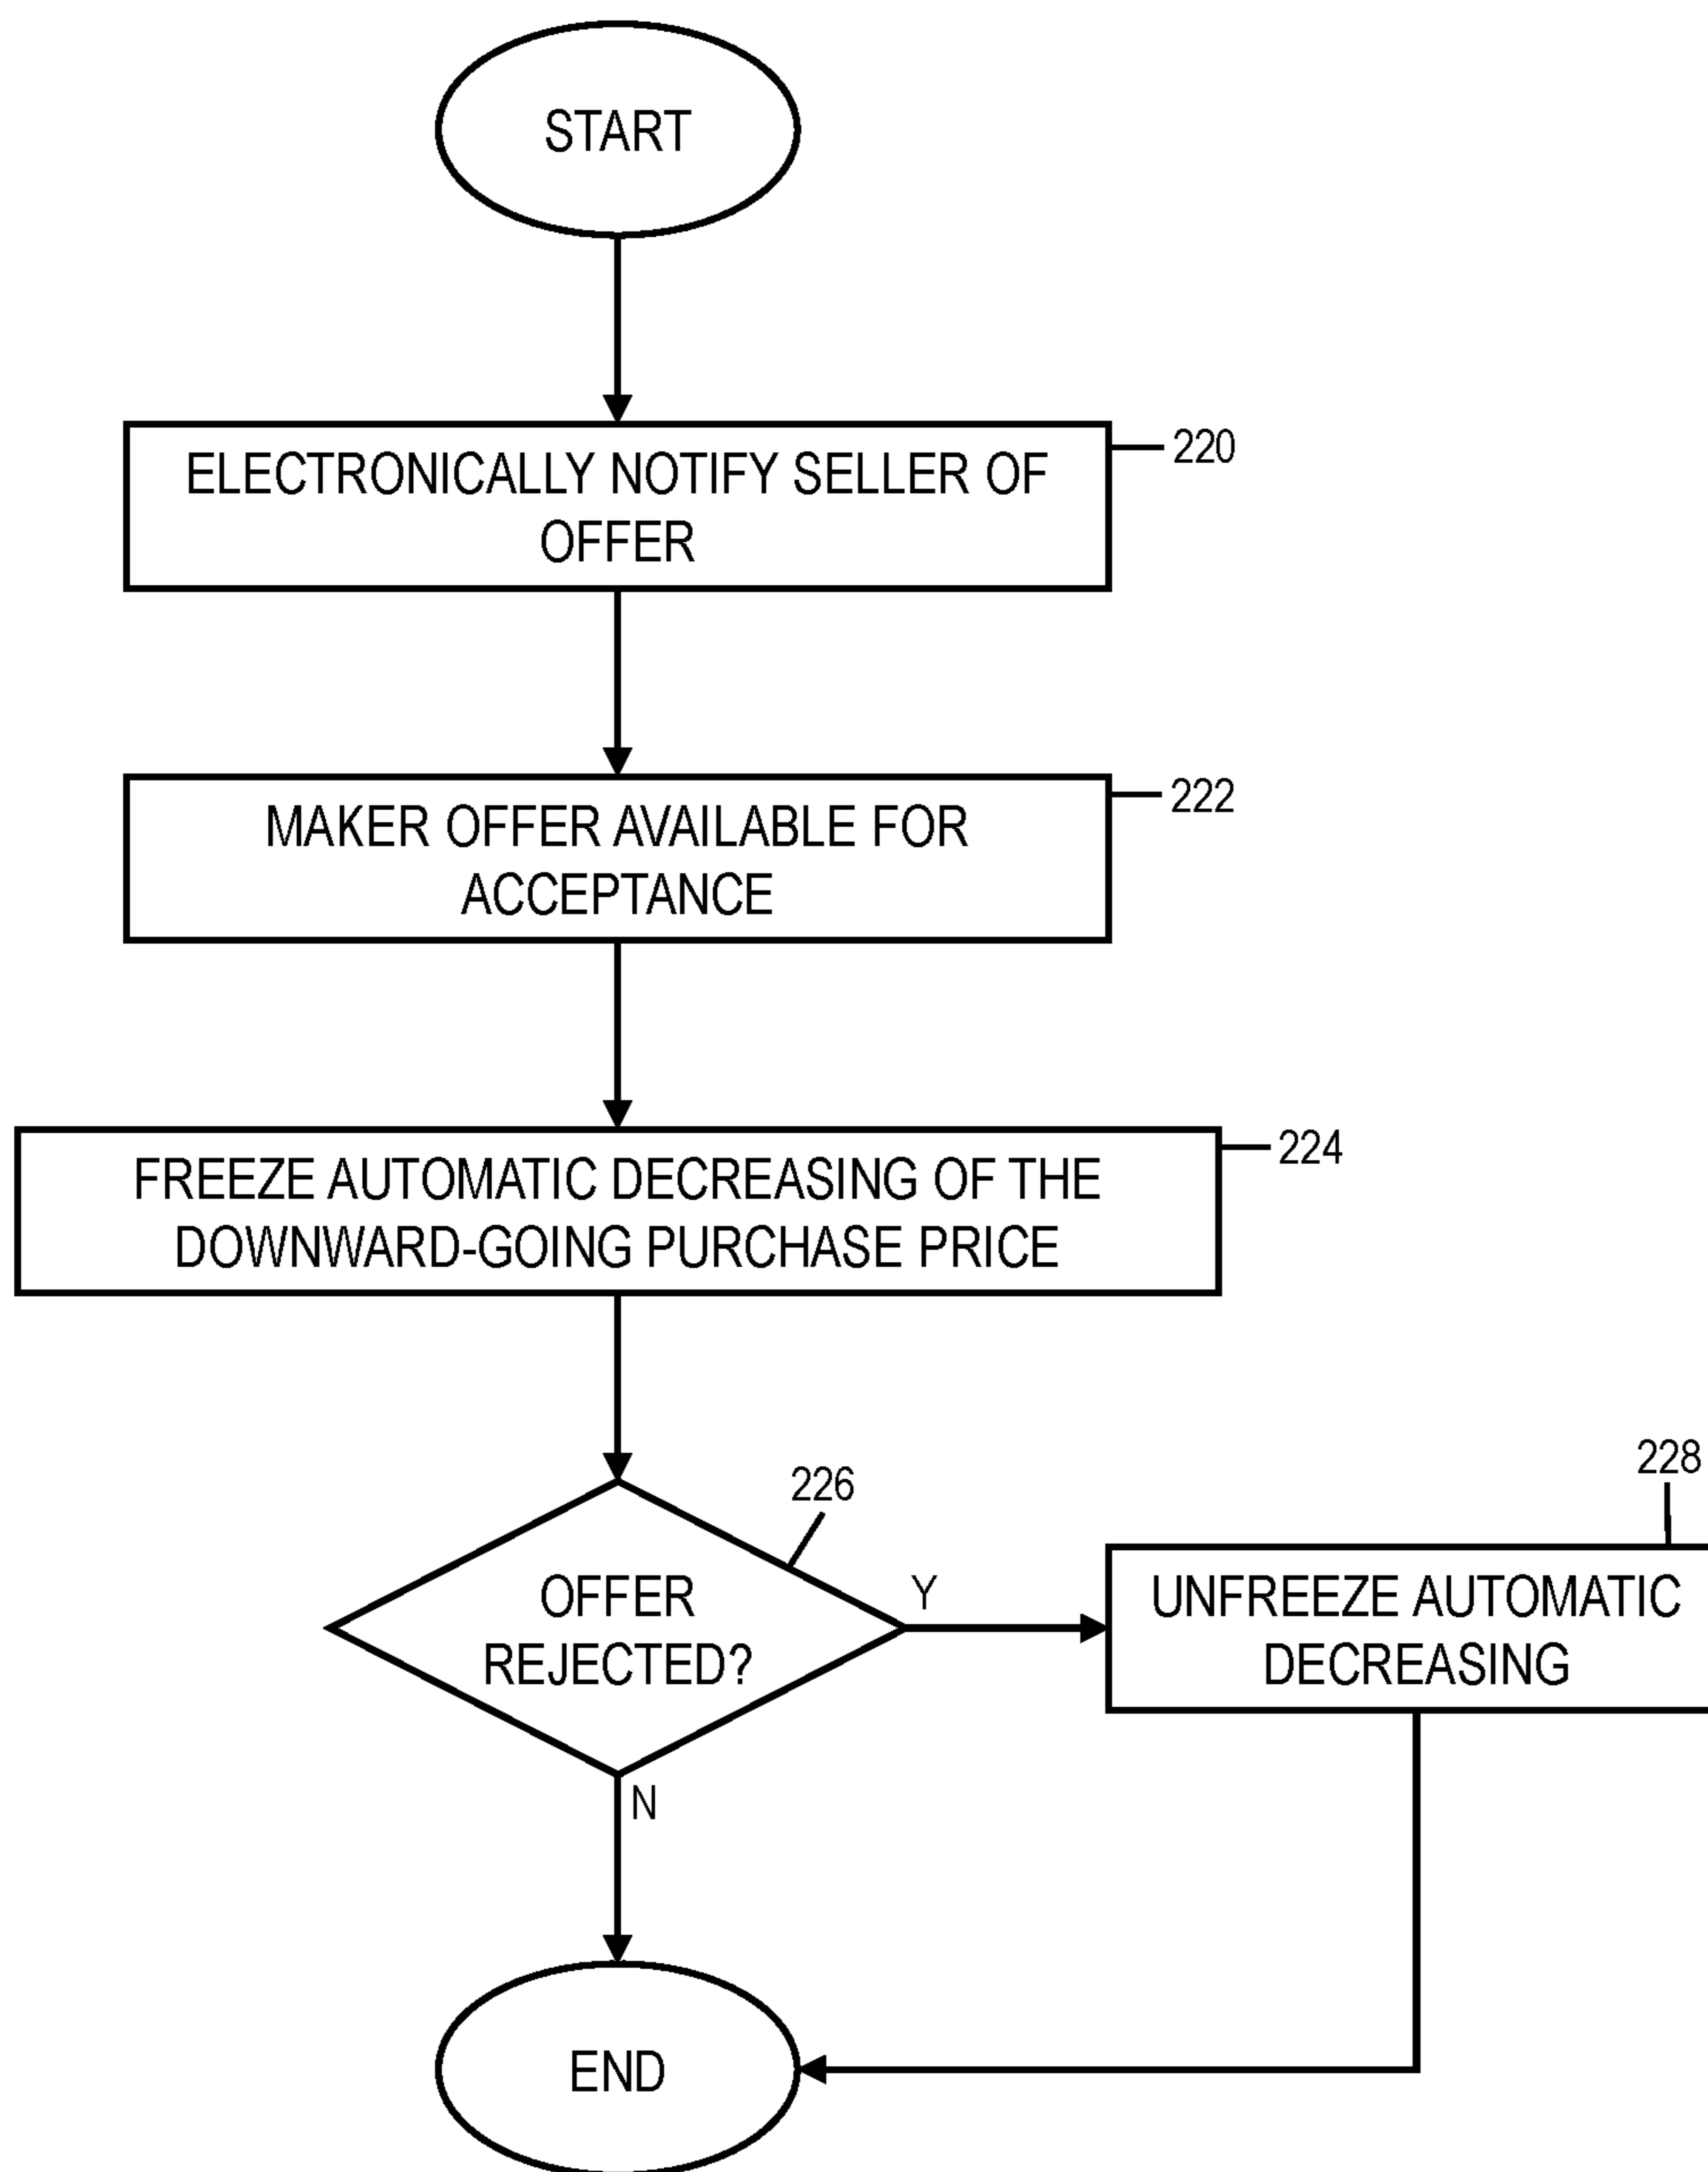 START
ELECTRONICALLY NOTIFY SELLER OF
OFFER
220
MAKER OFFER AVAILABLE FOR
ACCEPTANCE
222
FREEZE AUTOMATIC DECREASING OF THE
DOWNWARD-GOING PURCHASE PRICE
224
226
OFFER
REJECTED?
Y
N
228
UNFREEZE AUTOMATIC
DECREASING
END